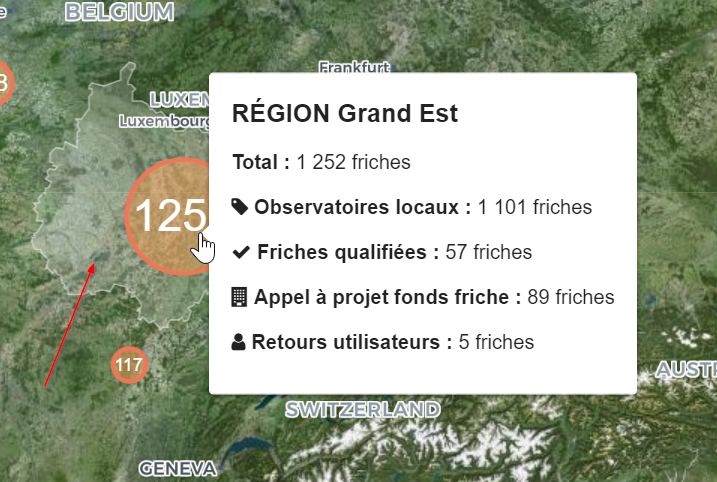 BELGIUM
Frankfurt
8
LUXEM
Luxembourg
RÉGION Grand Est
Total : 1 252 friches
125
Observatoires locaux : 1 101 friches
Friches qualifiées : 57 friches
Appel à projet fonds friche : 89 friches
Retours utilisateurs : 5 friches
117
AUSTR
SWITZERLAND
GENEVA